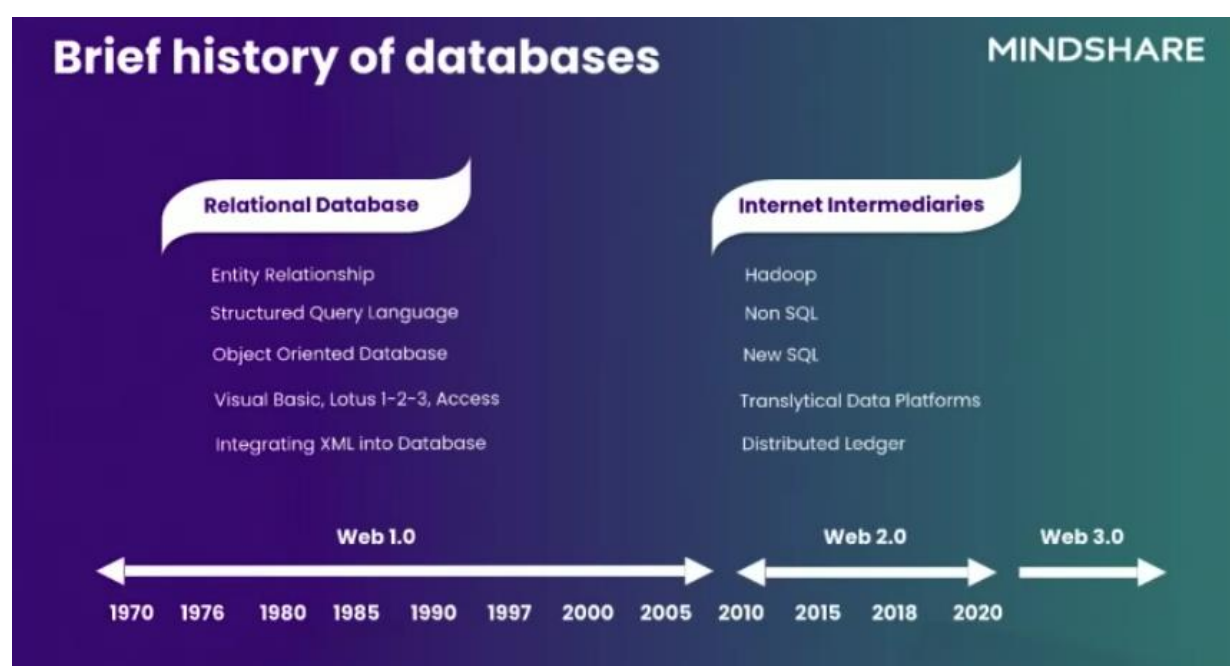 Brief history of databases
MINDSHARE
Relational Database
Entity Relationship
Structured Query Language
Object Oriented Database
Visual Basic, Lotus 1-2-3, Access
Integrating XML into Database
Internet Intermediaries
Hadoop
Non SQL
New SQL
Translytical Data Platforms
Distributed Ledger
Web 1.0
Web 2.0
Web 3.0
1970 1976 1980 1985 1990 1997 2000 2005 2010 2015 2018 2020